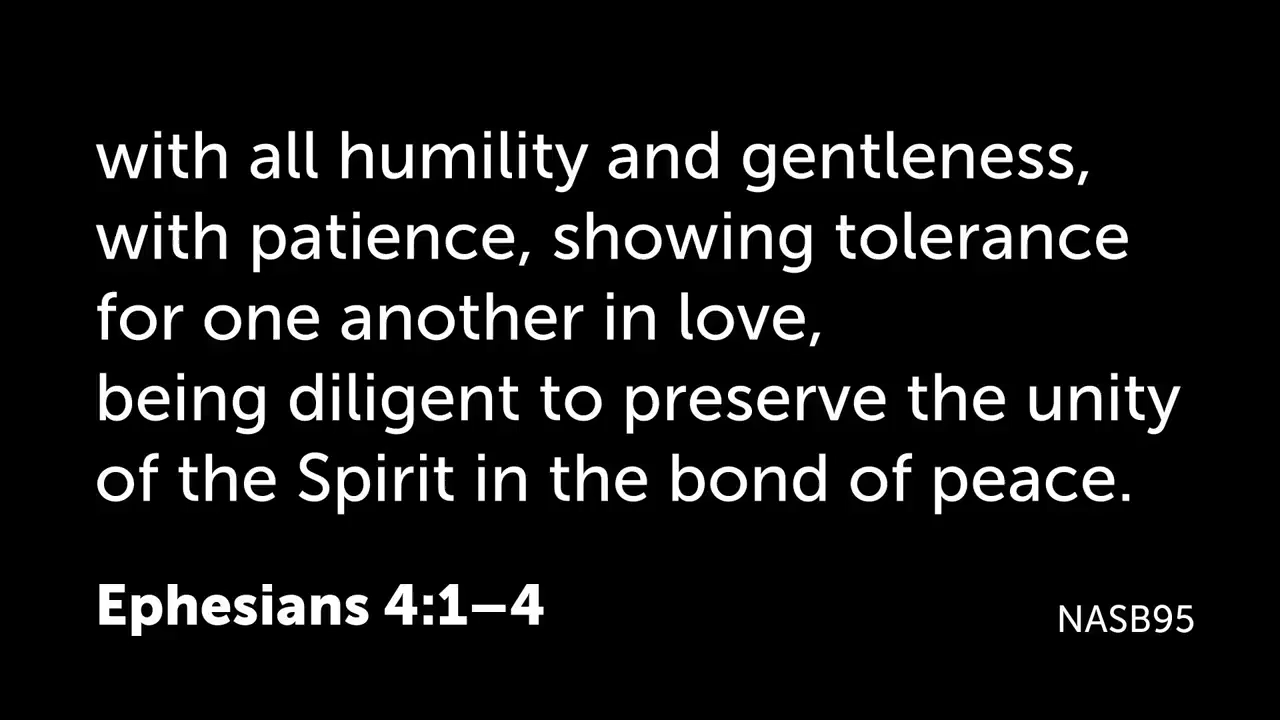 with all humility and gentleness,
with patience, showing tolerance
for one another in love,
being diligent to preserve the unity
of the Spirit in the bond of peace.
Ephesians 4:1–4
NASB95